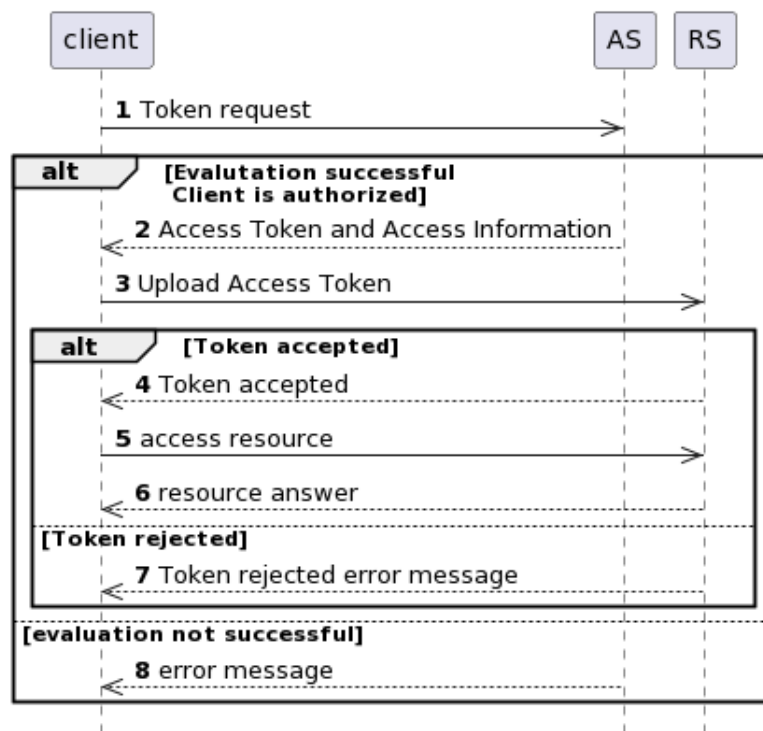 client AS RS
1 Token request
alt [Evalutation successful
Client is authorized]
2 Access Token and Access Information
3 Upload Access Token
alt [Token accepted]
4 Token accepted
5 access resource
6 resource answer
[Token rejected]
7 Token rejected error message
[evaluation not successful]
8 error message